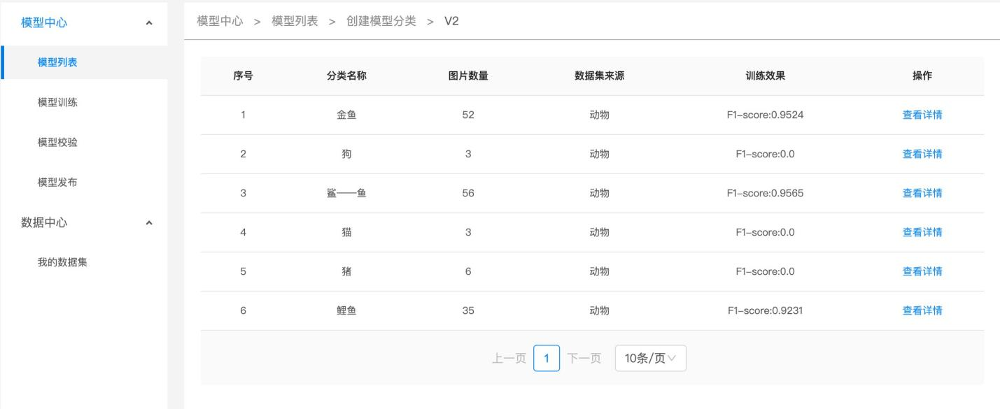 模型中心
模型列表
模型训练
模型校验
模型发布
数据中心
我的数据集
模型中心 > 模型列表 > 创建模型分类 > V2
序号 分类名称 图片数量 数据集来源 训练效果 操作
1 金鱼 52 动物 F1-score:0.9524 查看详情
2 狗 3 动物 F1-score:0.0 查看详情
3 鲨——鱼 56 动物 F1-score:0.9565 查看详情
4 猫 3 动物 F1-score:0.0 查看详情
5 猪 6 动物 F1-score:0.0 查看详情
6 鲤鱼 35 动物 F1-score:0.9231 查看详情
上一页 1 下一页 10条/页